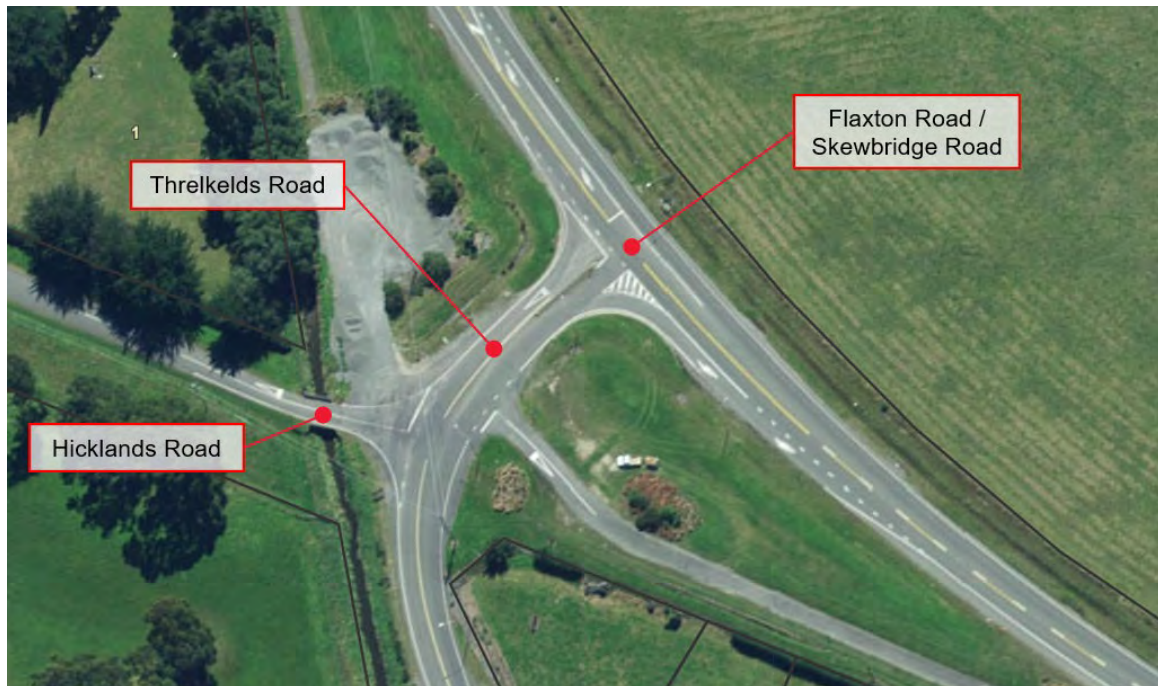 Flaxton Road /
Skewbridge Road
1
Threlkelds Road
Hicklands Road